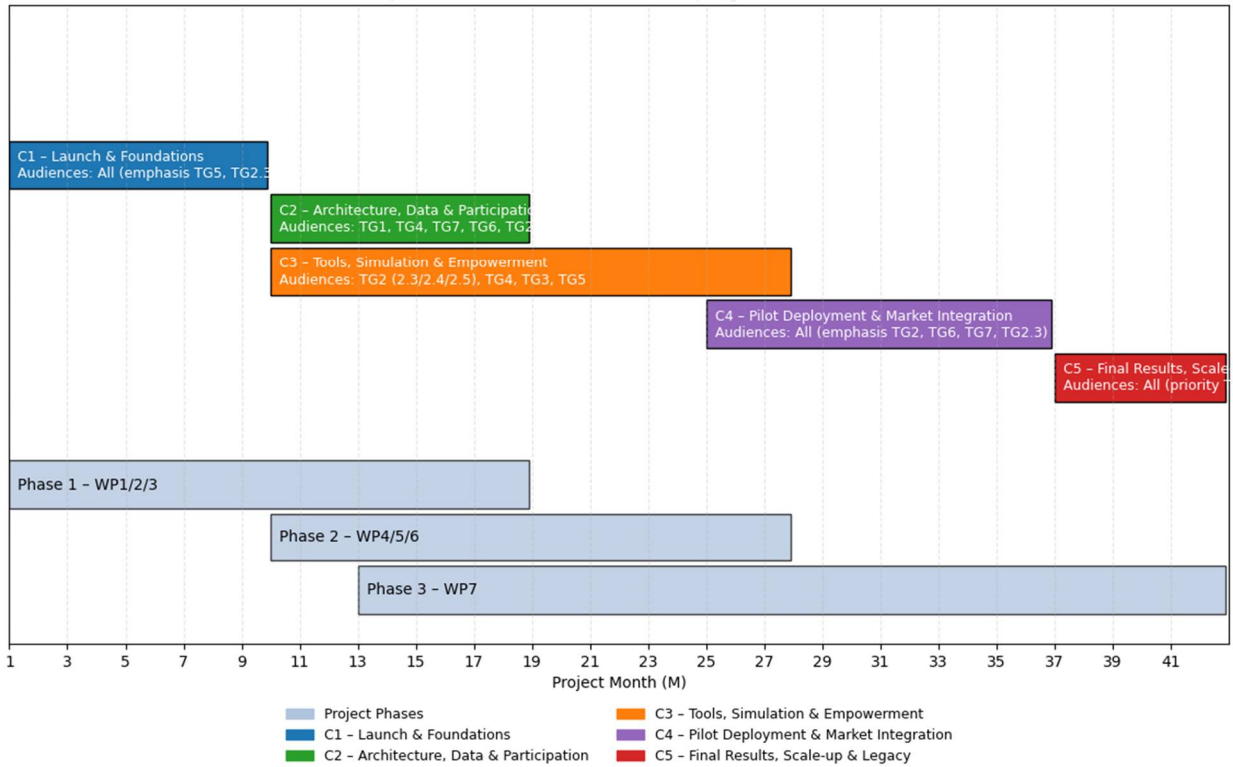 C1 – Launch & Foundations
Audiences: All (emphasis TG5, TG2.3
C2 – Architecture, Data & Participatio
Audiences: TG1, TG4, TG7, TG6, TG2
C3 – Tools, Simulation & Empowerment
Audiences: TG2 (2.3/2.4/2.5), TG4, TG3, TG5
C4 – Pilot Deployment & Market Integration
Audiences: All (emphasis TG2, TG6, TG7, TG2.3)
C5 – Final Results, Scale
Audiences: All (priority
Phase 1 – WP1/2/3
Phase 2 – WP4/5/6
Phase 3 – WP7
1 3 5 7 9 11 13 15 17 19 21 23 25 27 29 31 33 35 37 39 41
Project Month (M)
Project Phases
C1 – Launch & Foundations
C2 – Architecture, Data & Participation
C3 – Tools, Simulation & Empowerment
C4 – Pilot Deployment & Market Integration
C5 – Final Results, Scale-up & Legacy